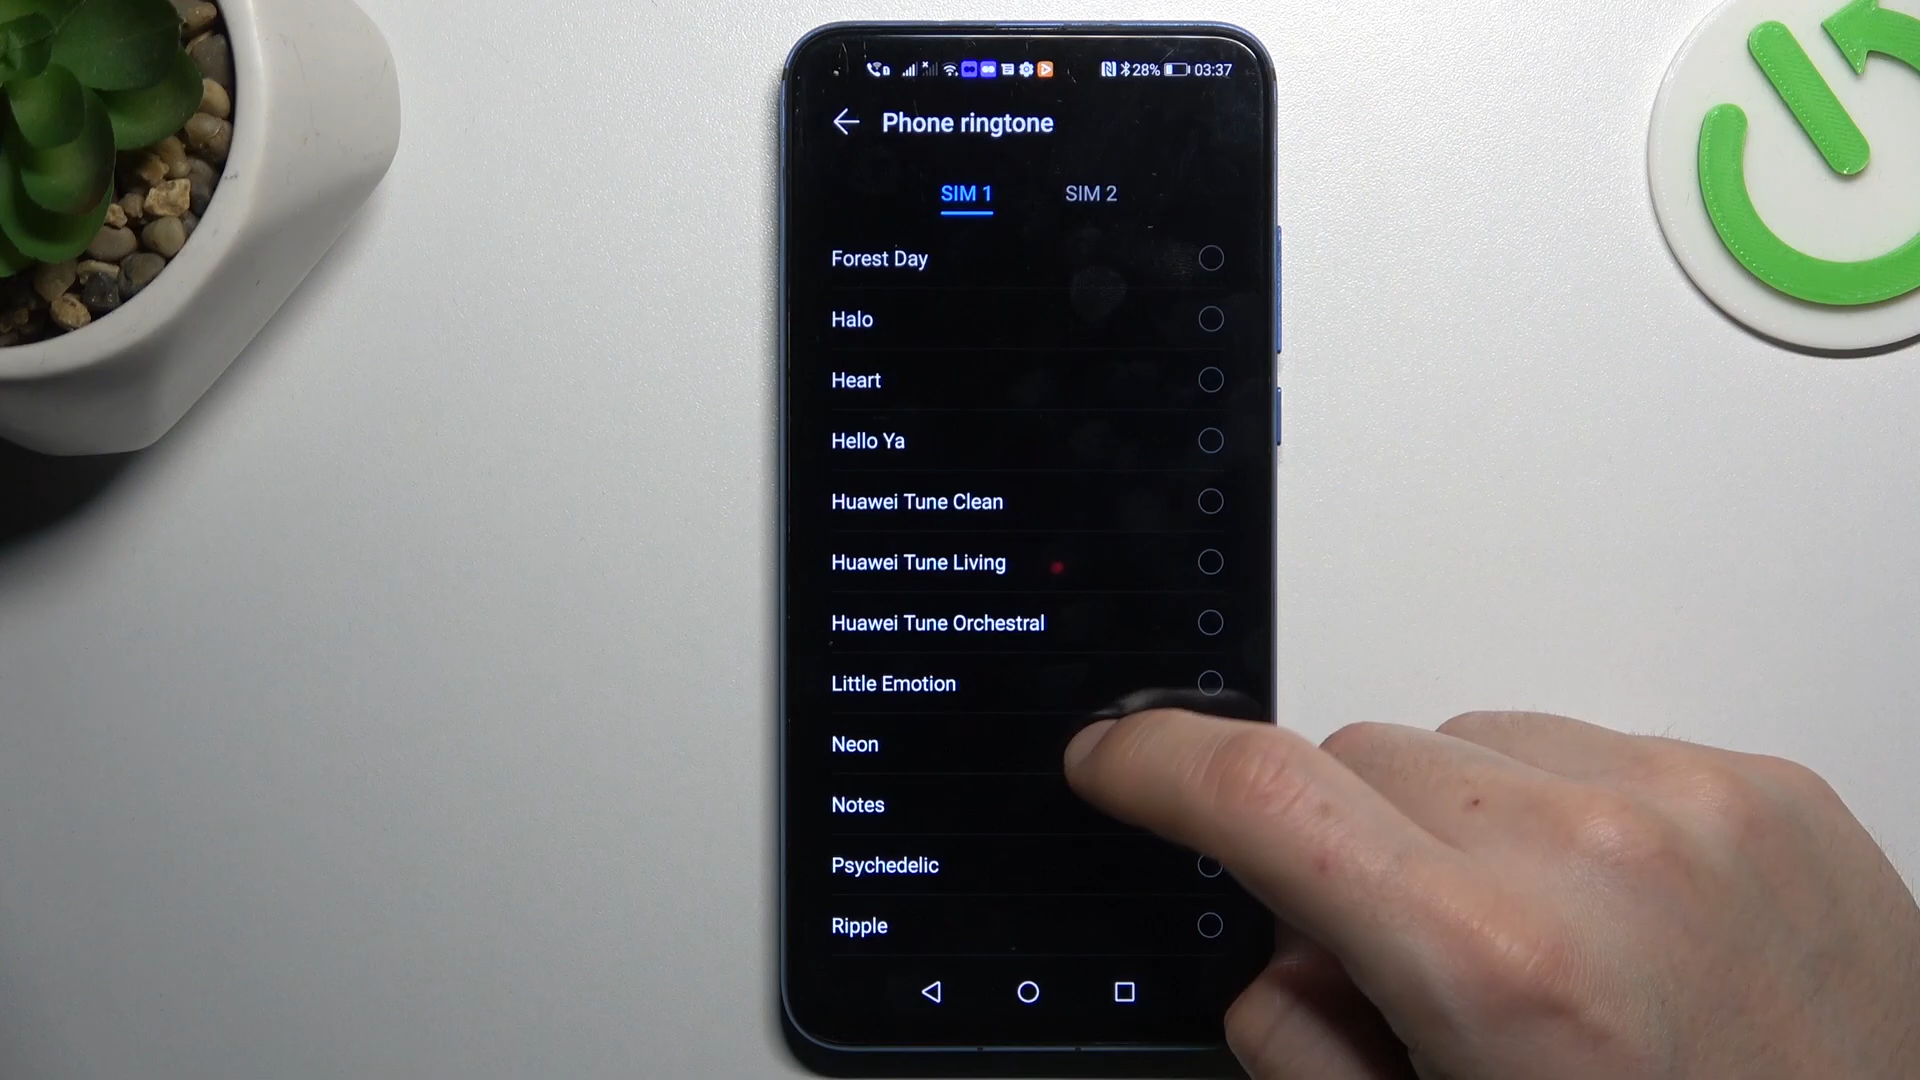 28% 03:37
Phone ringtone
SIM 1 SIM 2
Forest Day
Halo
Heart
Hello Ya
Huawei Tune Clean
Huawei Tune Living
Huawei Tune Orchestral
Little Emotion
Neon
Notes
Psychedelic
Ripple